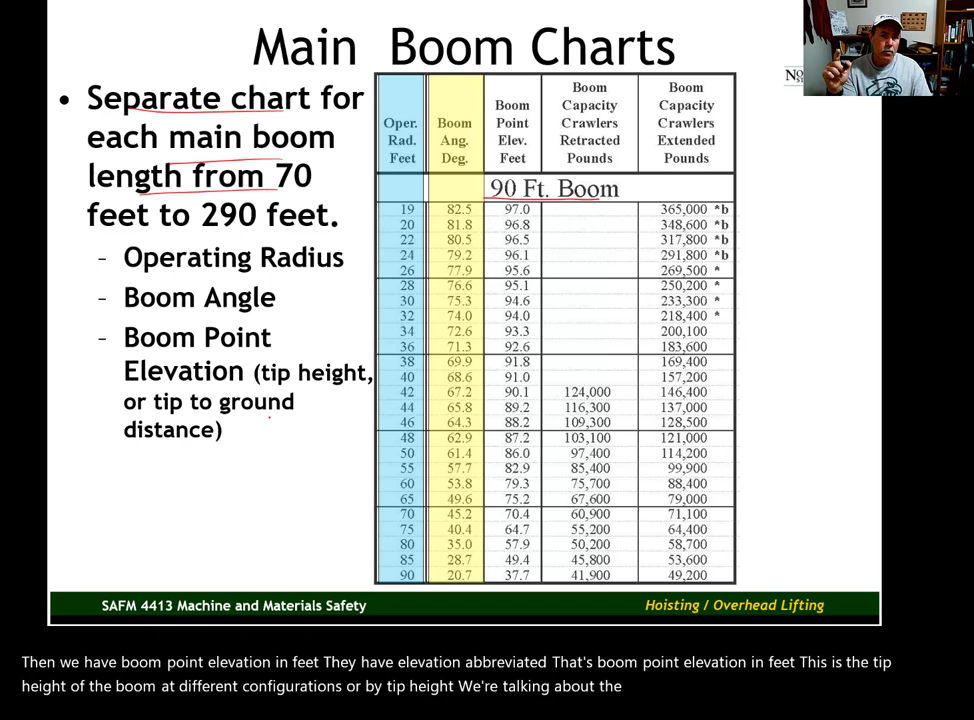 Main Boom Charts
• Separate chart for
each main boom
length from 70
feet to 290 feet.
- Operating Radius
- Boom Angle
- Boom Point
Elevation (tip height,
or tip to ground
distance)
Oper. Rad. Feet Boom Ang. Deg. Boom Point Elev. Feet Boom Capacity Crawlers Retracted Pounds Boom Capacity Crawlers Extended Pounds
90 Ft. Boom
19 82.5 97.0 365,000 *b
20 81.8 96.8 348,600 *b
22 80.5 96.5 317,800 *b
24 79.2 96.1 291,800 *b
26 77.9 95.6 269,500 *
28 76.6 95.1 250,200 *
30 75.3 94.6 233,300 *
32 74.0 94.0 218,400 *
34 72.6 93.3 200,100
36 71.3 92.6 183,600
38 69.9 91.8 169,400
40 68.6 91.0 157,200
42 67.2 90.1 124,000 146,400
44 65.8 89.2 116,300 137,000
46 64.3 88.2 109,300 128,500
48 62.9 87.2 103,100 121,000
50 61.4 86.0 97,400 114,200
55 57.7 82.9 85,400 99,900
60 53.8 79.3 75,700 88,400
65 49.6 75.2 67,600 79,000
70 45.2 70.4 60,900 71,100
75 40.4 64.7 55,200 64,400
80 35.0 57.9 50,200 58,700
85 28.7 49.4 45,800 53,600
90 20.7 37.7 41,900 49,200
SAFM 4413 Machine and Materials Safety
Hoisting / Overhead Lifting
Then we have boom point elevation in feet They have elevation abbreviated That's boom point elevation in feet This is the tip
height of the boom at different configurations or by tip height We're talking about the